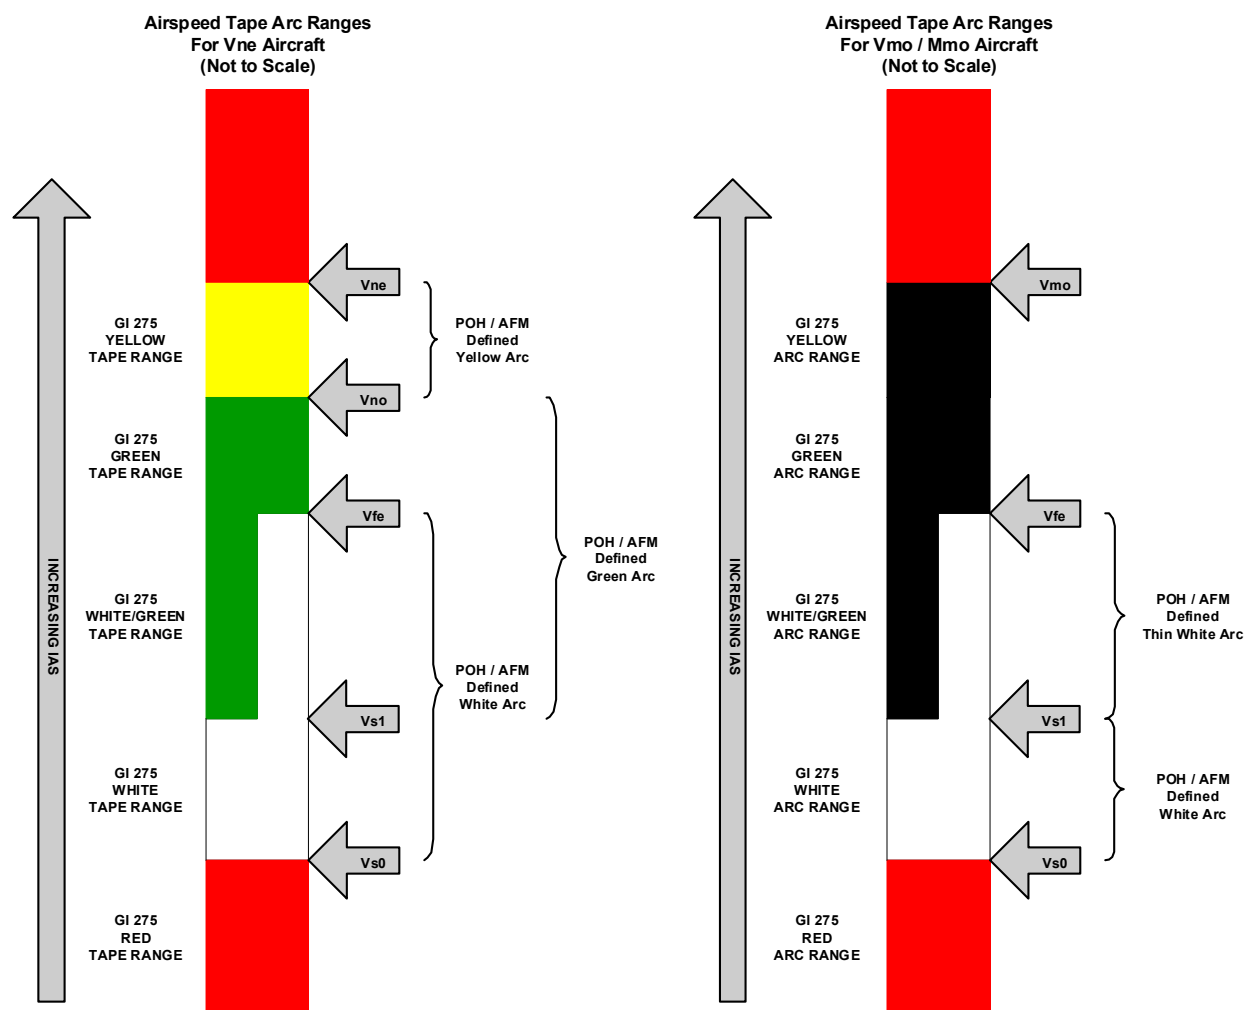 Airspeed Tape Arc Ranges
For Vne Aircraft
(Not to Scale)
Vne
GI 275
YELLOW
TAPE RANGE
POH / AFM
Defined
Yellow Arc
Vno
GI 275
GREEN
TAPE RANGE
Vfe
POH / AFM
Defined
Green Arc
INCREASING IAS
GI 275
WHITE/GREEN
TAPE RANGE
POH / AFM
Defined
White Arc
Vs1
GI 275
WHITE
TAPE RANGE
Vs0
GI 275
RED
TAPE RANGE
Airspeed Tape Arc Ranges
For Vmo / Mmo Aircraft
(Not to Scale)
Vmo
GI 275
YELLOW
ARC RANGE
GI 275
GREEN
ARC RANGE
Vfe
INCREASING IAS
GI 275
WHITE/GREEN
ARC RANGE
POH / AFM
Defined
Thin White Arc
Vs1
GI 275
WHITE
ARC RANGE
POH / AFM
Defined
White Arc
Vs0
GI 275
RED
ARC RANGE